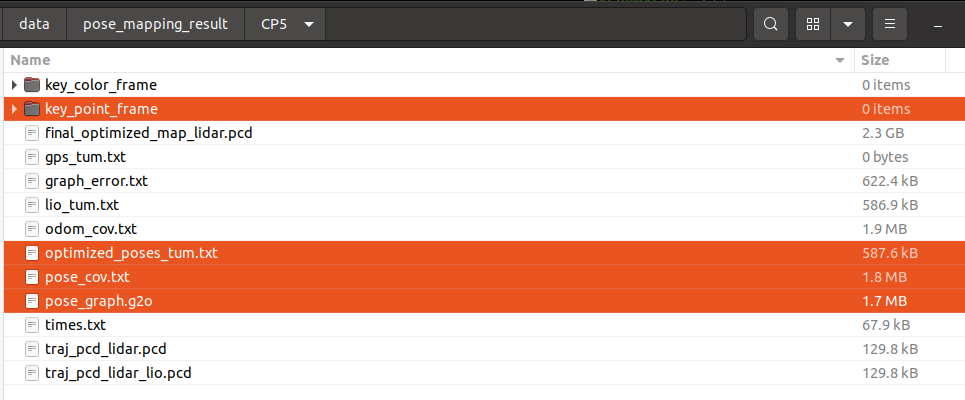 data pose_mapping_result CP5
Name Size
key_color_frame 0 items
key_point_frame 0 items
final_optimized_map_lidar.pcd 2.3 GB
gps_tum.txt 0 bytes
graph_error.txt 622.4 kB
lio_tum.txt 586.9 kB
odom_cov.txt 1.9 MB
optimized_poses_tum.txt 587.6 kB
pose_cov.txt 1.8 MB
pose_graph.g2o 1.7 MB
times.txt 67.9 kB
traj_pcd_lidar.pcd 129.8 kB
traj_pcd_lidar_lio.pcd 129.8 kB